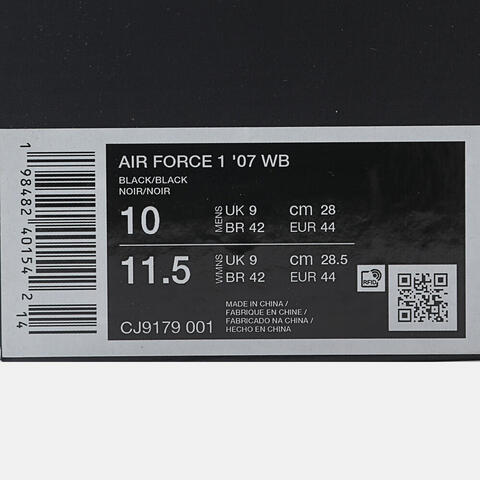 AIR FORCE 1 '07 WB
BLACK/BLACK
NOIR/NOIR
10 MENS UK 9 cm 28
BR 42 EUR 44
11.5 WMNS UK 9 cm 28.5
BR 42 EUR 44
RFID
MADE IN CHINA /
FABRIQUE EN CHINE /
FABRICADO NA CHINA /
HECHO EN CHINA
CJ9179 001
1 98482 40154 2 14